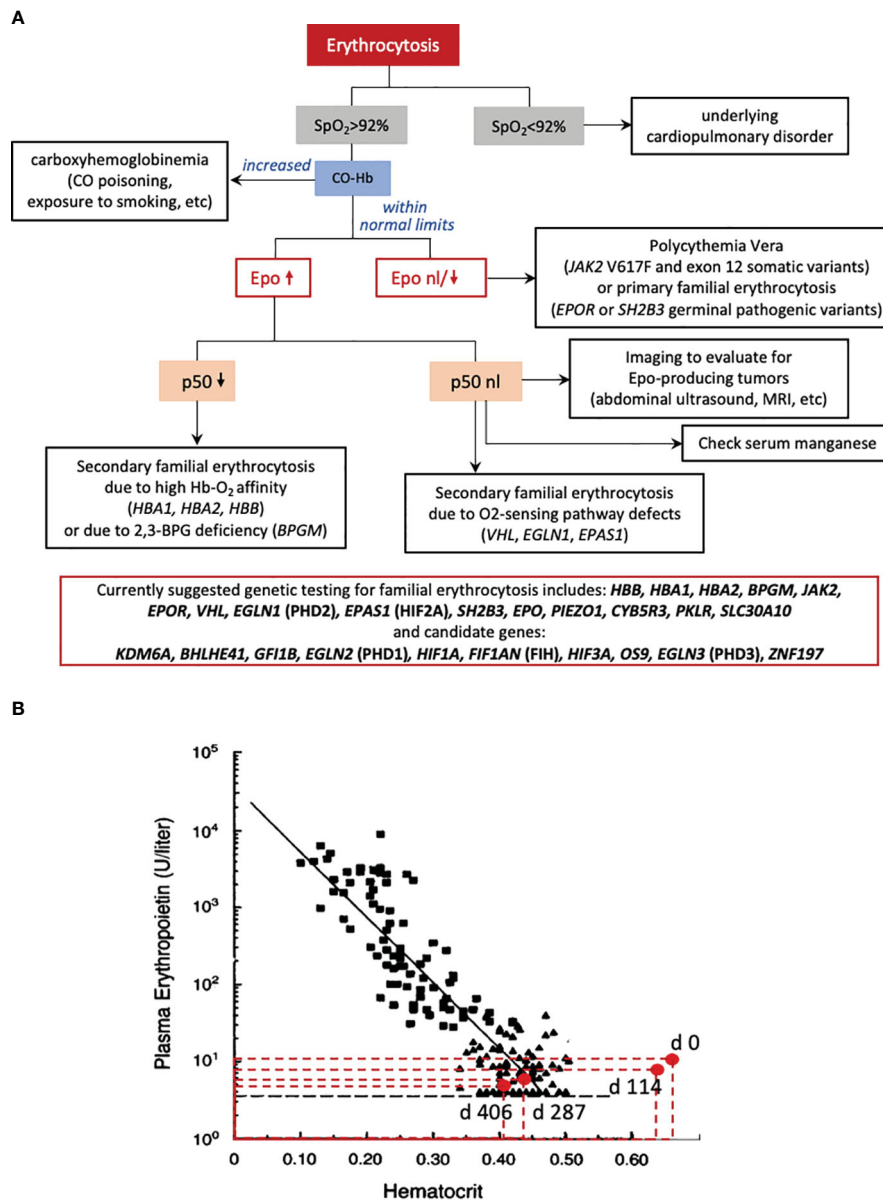 A
Erythrocytosis
SpO2>92%
SpO2<92%
underlying
cardiopulmonary disorder
carboxyhemoglobinemia
(CO poisoning,
exposure to smoking, etc)
increased
CO-Hb
within
normal limits
Epo ↑
Epo nl/↓
Polycythemia Vera
(JAK2 V617F and exon 12 somatic variants)
or primary familial erythrocytosis
(EPOR or SH2B3 germinal pathogenic variants)
p50 ↓
p50 nl
Imaging to evaluate for
Epo-producing tumors
(abdominal ultrasound, MRI, etc)
Check serum manganese
Secondary familial erythrocytosis
due to high Hb-O2 affinity
(HBA1, HBA2, HBB)
or due to 2,3-BPG deficiency (BPGM)
Secondary familial erythrocytosis
due to O2-sensing pathway defects
(VHL, EGLN1, EPAS1)
Currently suggested genetic testing for familial erythrocytosis includes: HBB, HBA1, HBA2, BPGM, JAK2,
EPOR, VHL, EGLN1 (PHD2), EPAS1 (HIF2A), SH2B3, EPO, PIEZO1, CYB5R3, PKLR, SLC30A10
and candidate genes:
KDM6A, BHLHE41, GFI1B, EGLN2 (PHD1), HIF1A, FIF1AN (FIH), HIF3A, OS9, EGLN3 (PHD3), ZNF197
B
Plasma Erythropoietin (U/liter)
10^5
10^4
10^3
10^2
10^1
10^0
d 0
d 114
d 406
d 287
0
0.10
0.20
0.30
0.40
0.50
0.60
Hematocrit